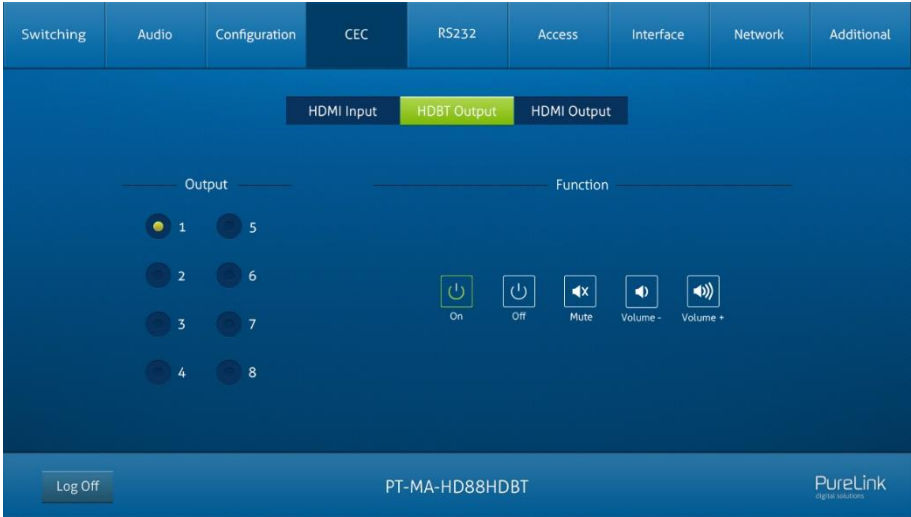 Switching Audio Configuration CEC RS232 Access Interface Network Additional
HDMI Input HDBT Output HDMI Output
Output Function
1 5
2 6
3 7
4 8
On Off Mute Volume - Volume +
Log Off PT-MA-HD88HDBT PureLink
digital solutions